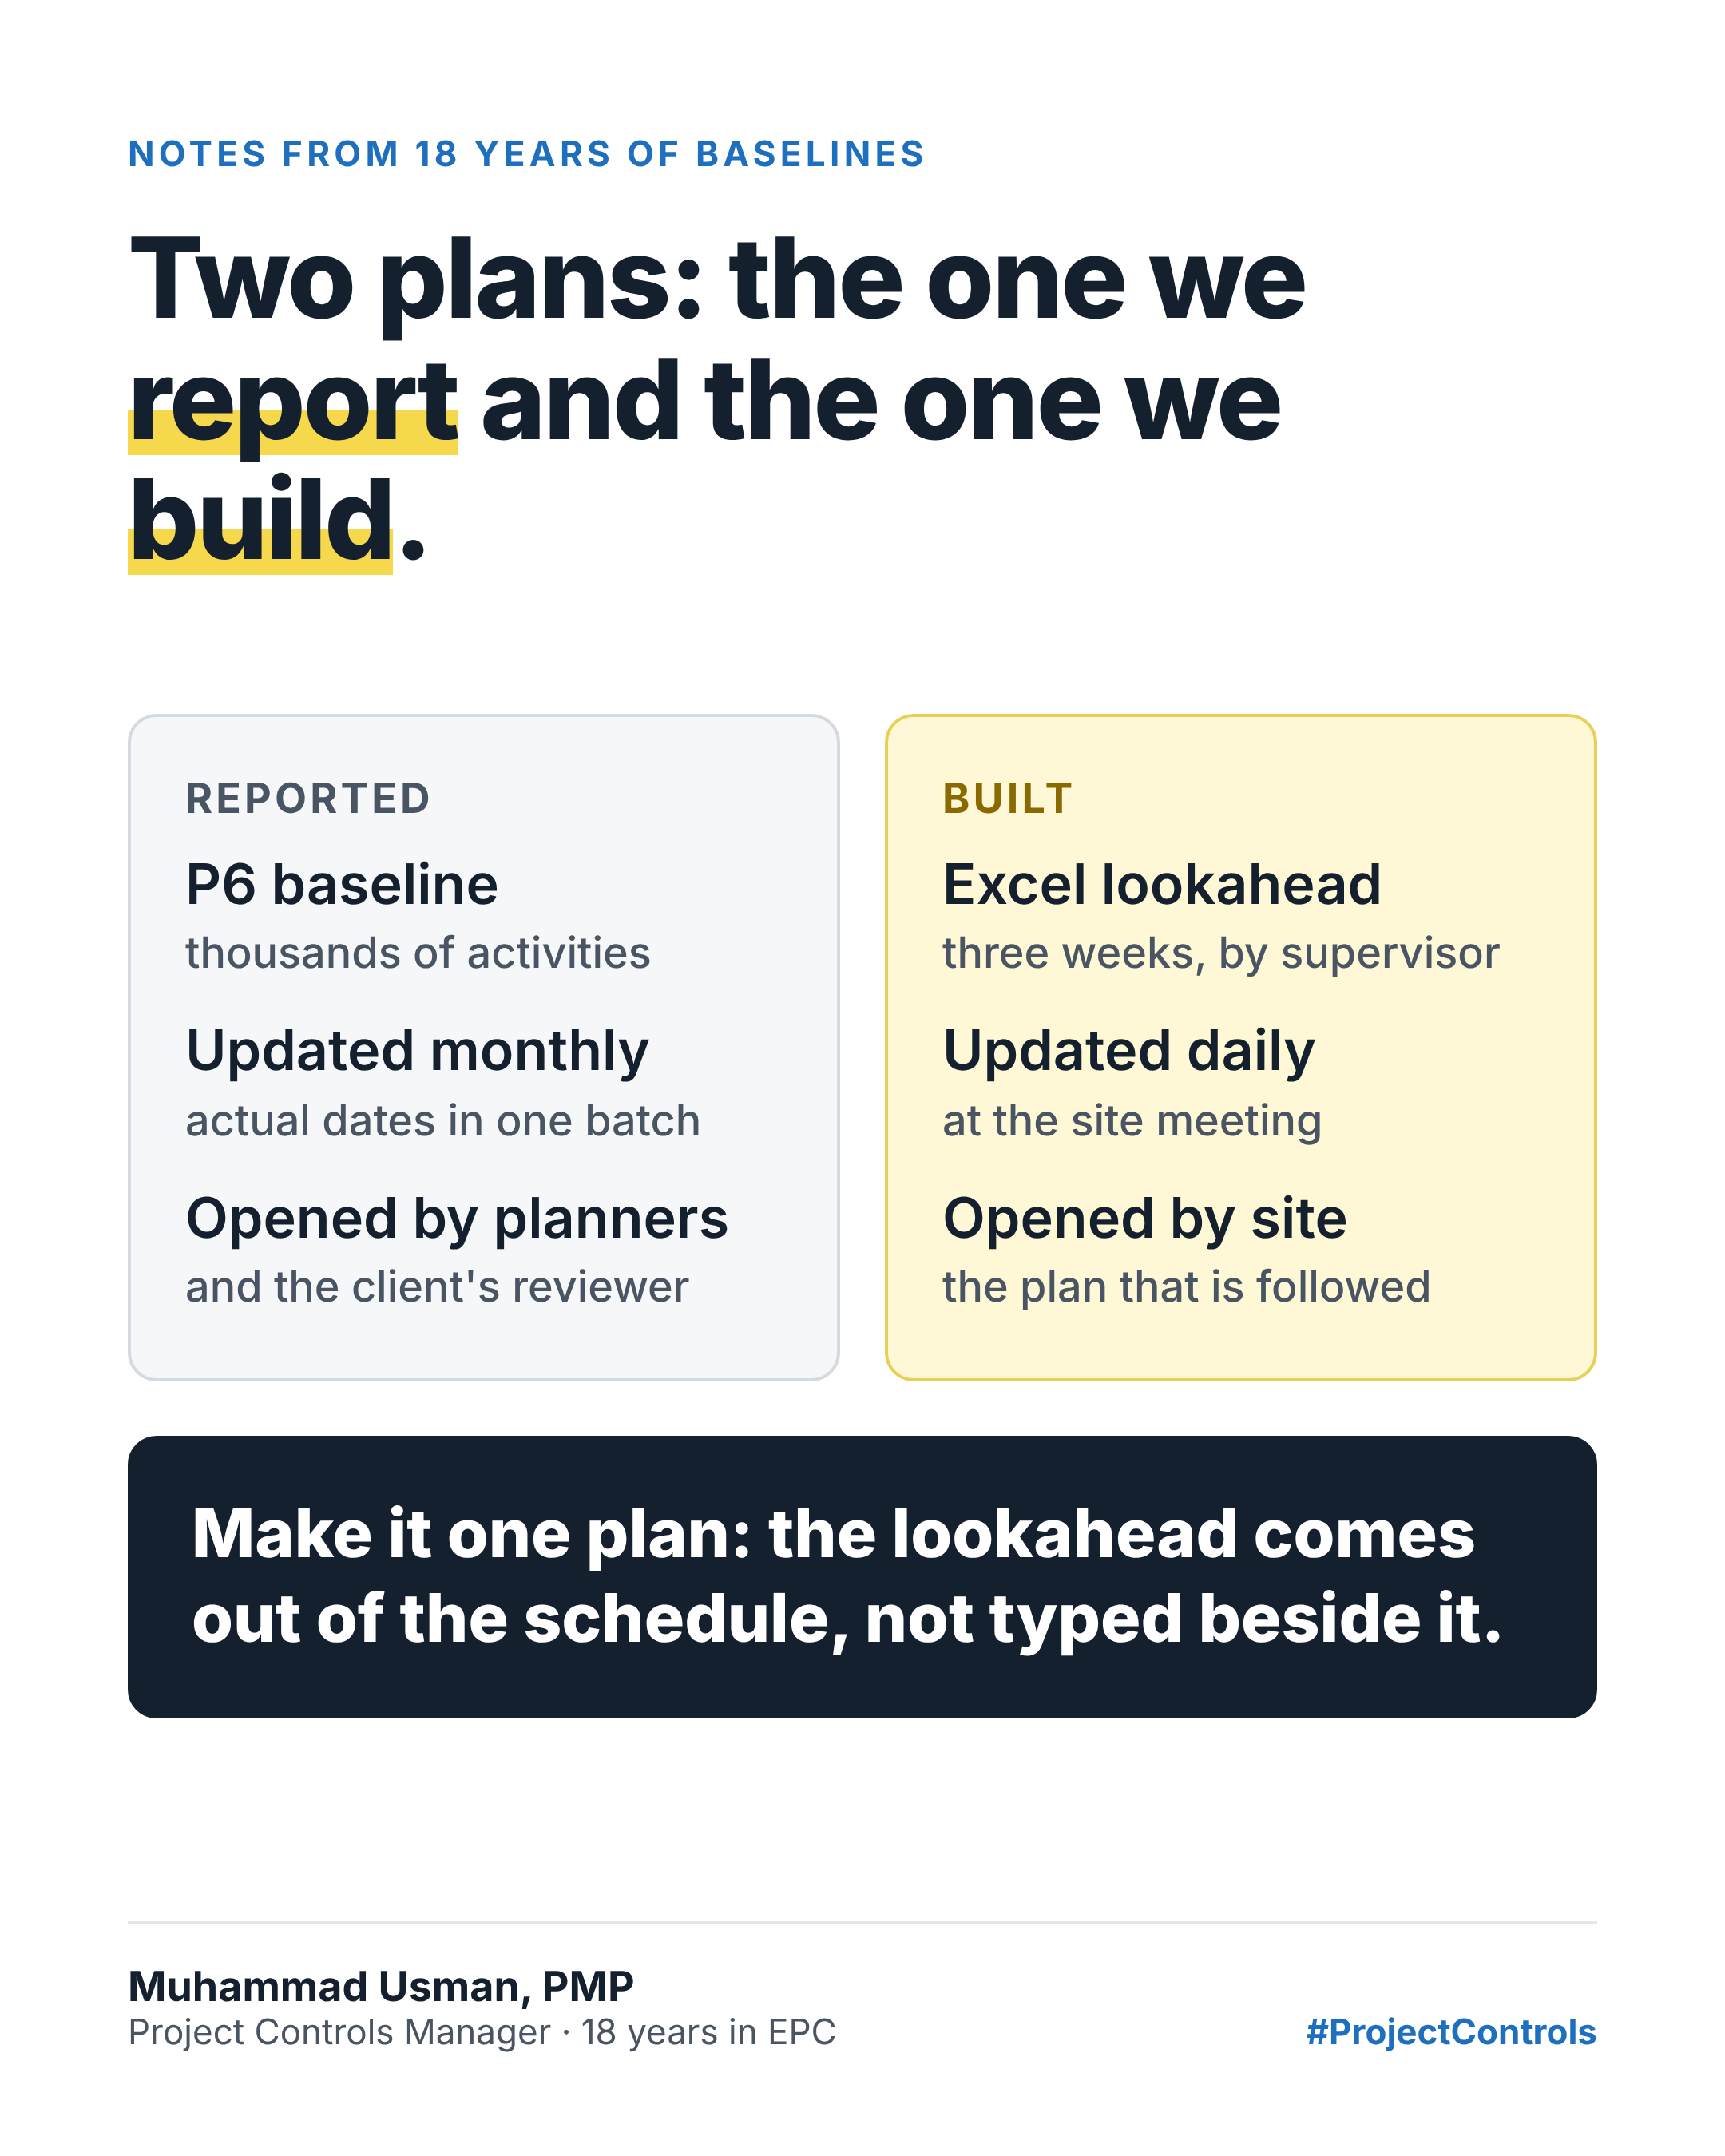 NOTES FROM 18 YEARS OF BASELINES
Two plans: the one we
report and the one we
build.
REPORTED
P6 baseline
thousands of activities
Updated monthly
actual dates in one batch
Opened by planners
and the client's reviewer
BUILT
Excel lookahead
three weeks, by supervisor
Updated daily
at the site meeting
Opened by site
the plan that is followed
Make it one plan: the lookahead comes
out of the schedule, not typed beside it.
Muhammad Usman, PMP
Project Controls Manager · 18 years in EPC
#ProjectControls